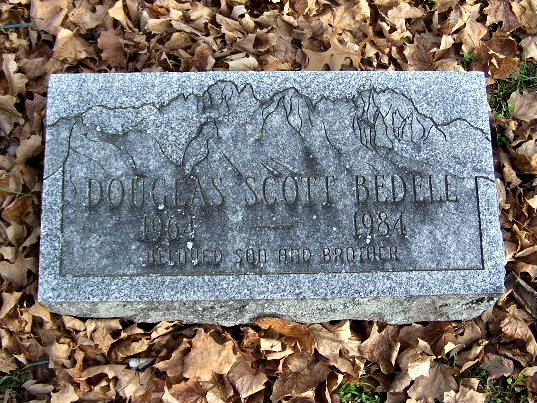 DOUGLAS SCOTT BEDELL
1964 — 1984
BELOVED SON AND BROTHER